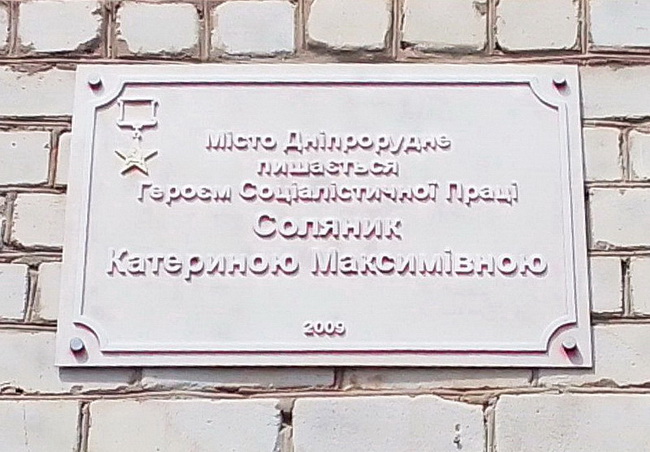 Місто Дніпрорудне
пишається
Героєм Соціалістичної Праці
Соляник
Катериною Максимівною
2009